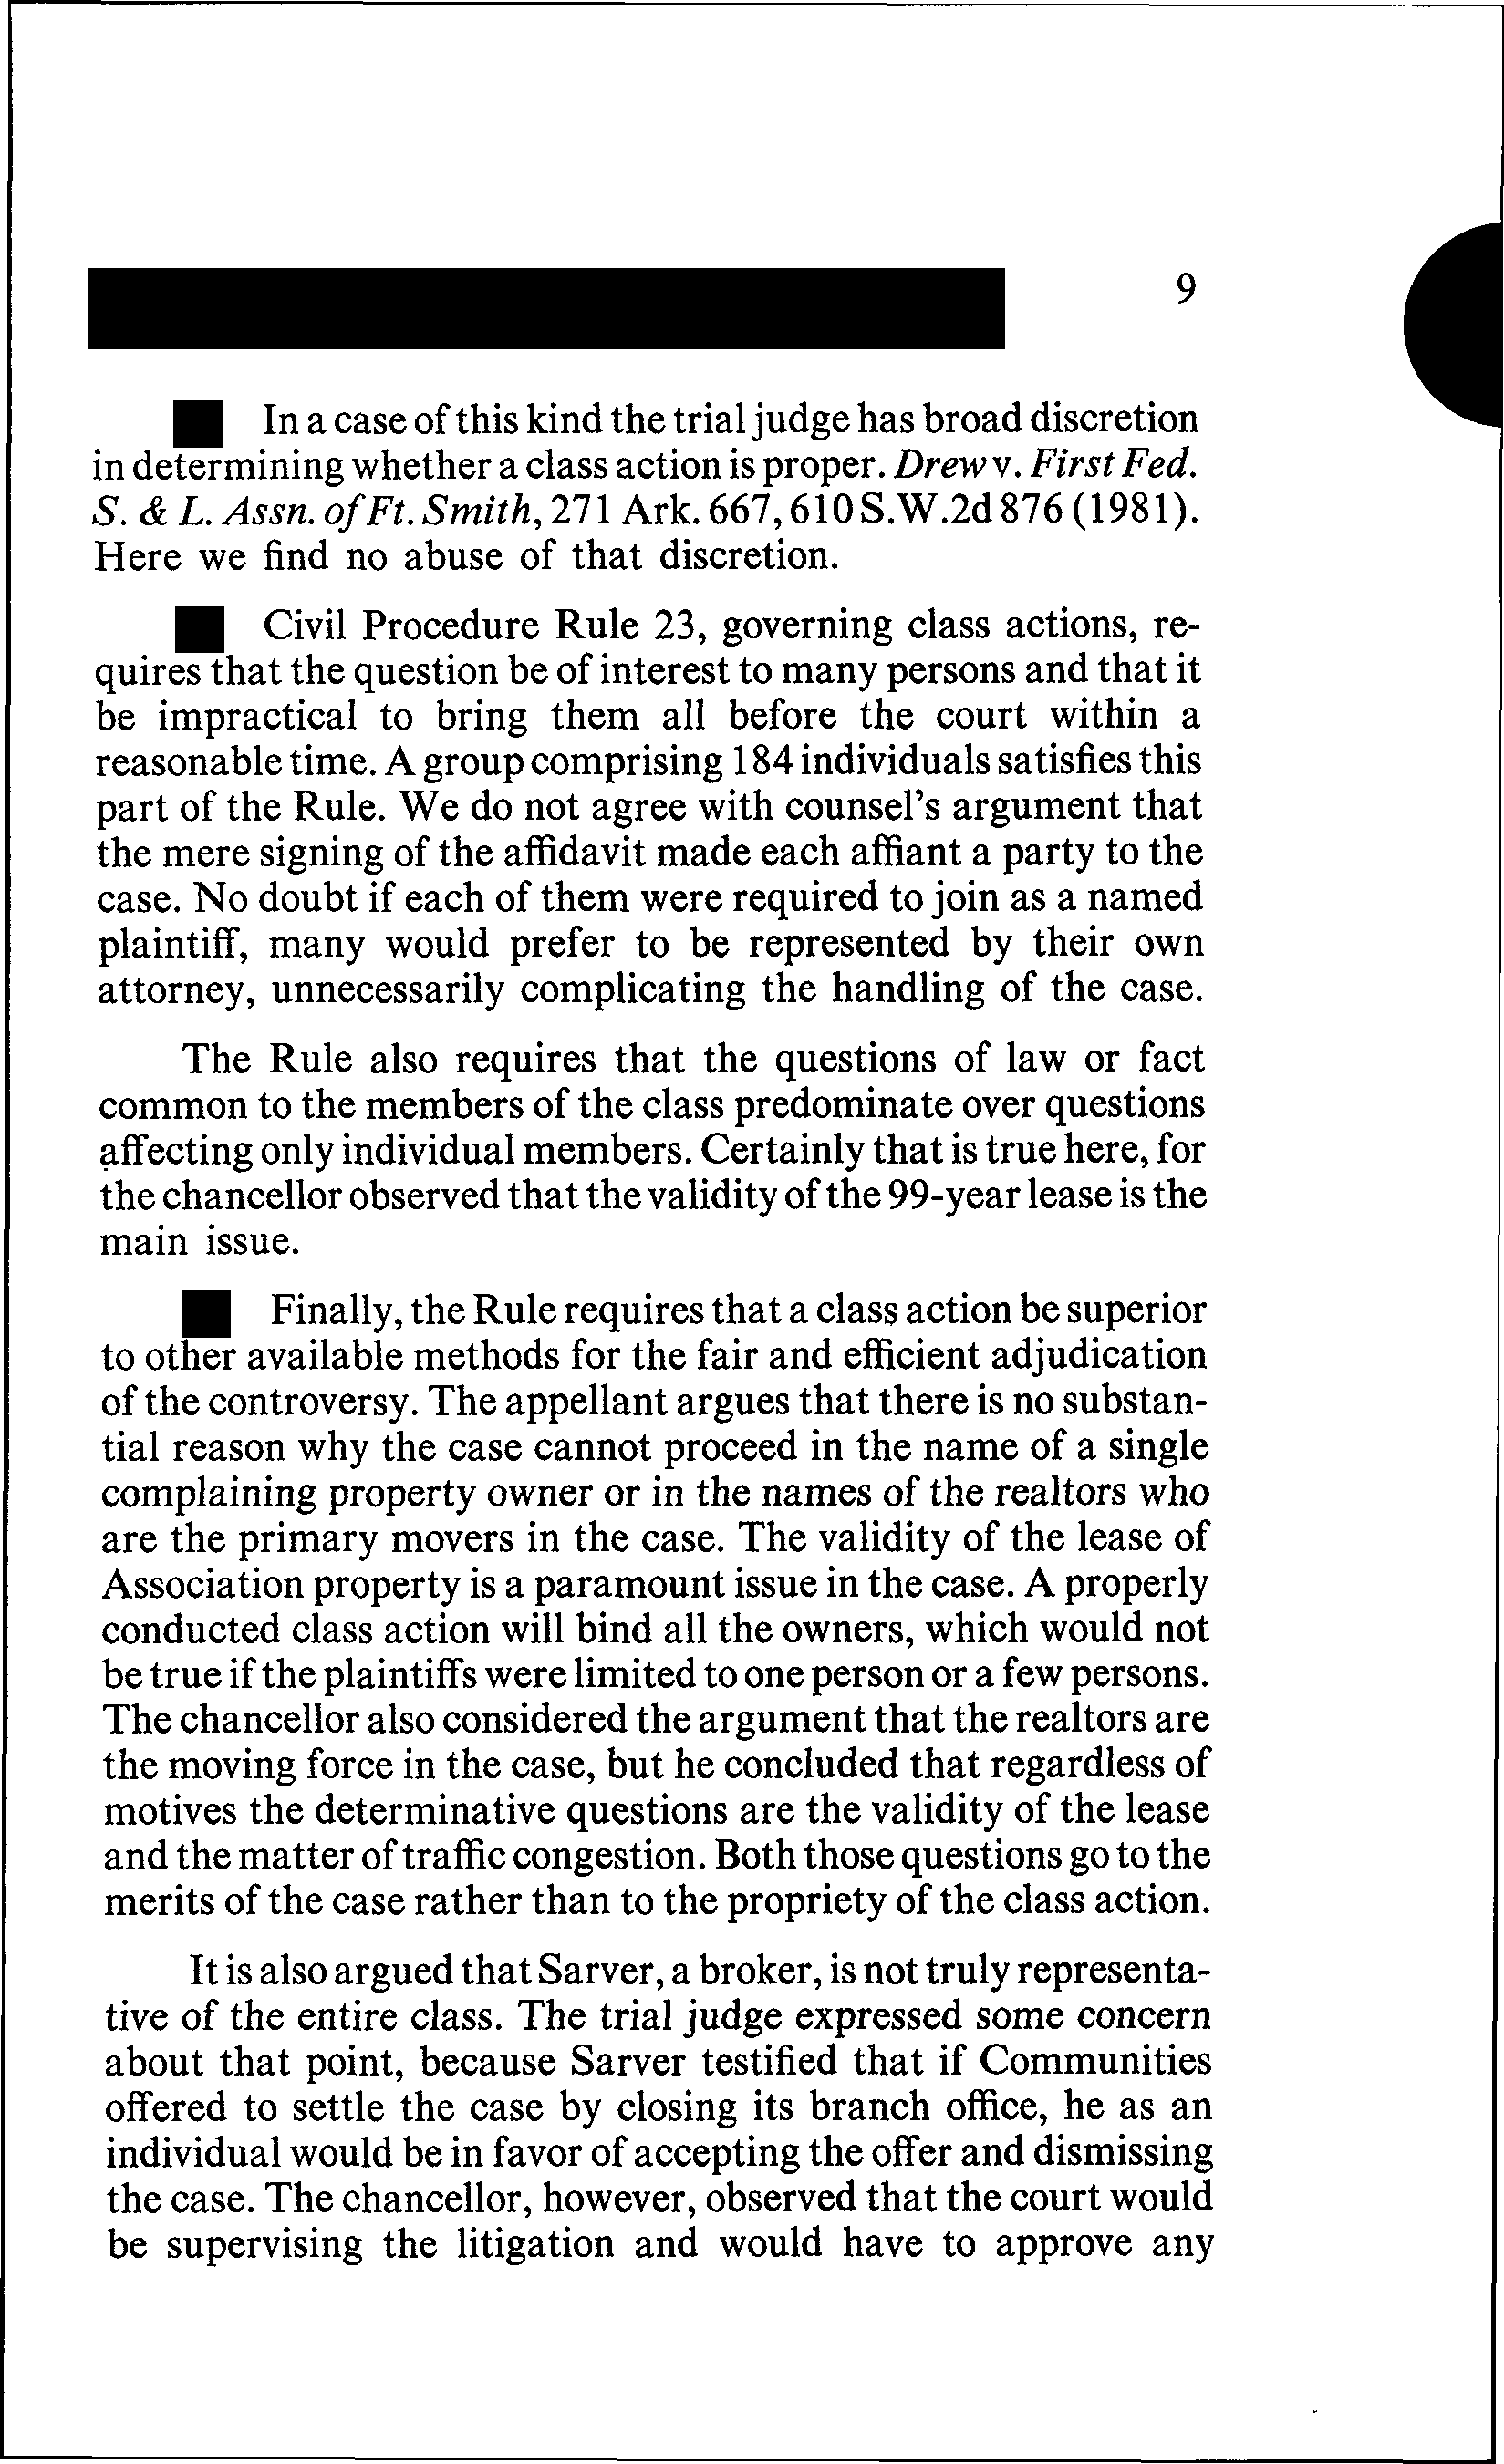 9
In a case of this kind the trial judge has broad discretion
in determining whether a class action is proper. Drew v. First Fed.
S. & L. Assn. of Ft. Smith, 271 Ark. 667, 610 S.W.2d 876 (1981).
Here we find no abuse of that discretion.
Civil Procedure Rule 23, governing class actions, re-
quires that the question be of interest to many persons and that it
be impractical to bring them all before the court within a
reasonable time. A group comprising 184 individuals satisfies this
part of the Rule. We do not agree with counsel's argument that
the mere signing of the affidavit made each affiant a party to the
case. No doubt if each of them were required to join as a named
plaintiff, many would prefer to be represented by their own
attorney, unnecessarily complicating the handling of the case.
The Rule also requires that the questions of law or fact
common to the members of the class predominate over questions
affecting only individual members. Certainly that is true here, for
the chancellor observed that the validity of the 99-year lease is the
main issue.
Finally, the Rule requires that a class action be superior
to other available methods for the fair and efficient adjudication
of the controversy. The appellant argues that there is no substan-
tial reason why the case cannot proceed in the name of a single
complaining property owner or in the names of the realtors who
are the primary movers in the case. The validity of the lease of
Association property is a paramount issue in the case. A properly
conducted class action will bind all the owners, which would not
be true if the plaintiffs were limited to one person or a few persons.
The chancellor also considered the argument that the realtors are
the moving force in the case, but he concluded that regardless of
motives the determinative questions are the validity of the lease
and the matter of traffic congestion. Both those questions go to the
merits of the case rather than to the propriety of the class action.
It is also argued that Sarver, a broker, is not truly representa-
tive of the entire class. The trial judge expressed some concern
about that point, because Sarver testified that if Communities
offered to settle the case by closing its branch office, he as an
individual would be in favor of accepting the offer and dismissing
the case. The chancellor, however, observed that the court would
be supervising the litigation and would have to approve any